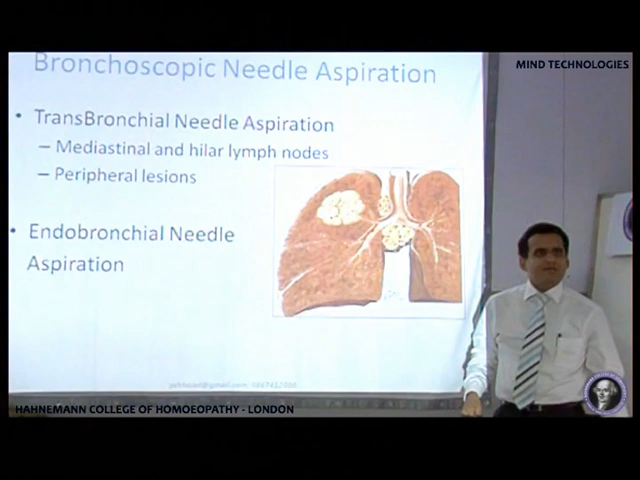 Bronchoscopic Needle Aspiration
MIND TECHNOLOGIES
• TransBronchial Needle Aspiration
– Mediastinal and hilar lymph nodes
– Peripheral lesions
• Endobronchial Needle
Aspiration
HAHNEMANN COLLEGE OF HOMOEOPATHY - LONDON